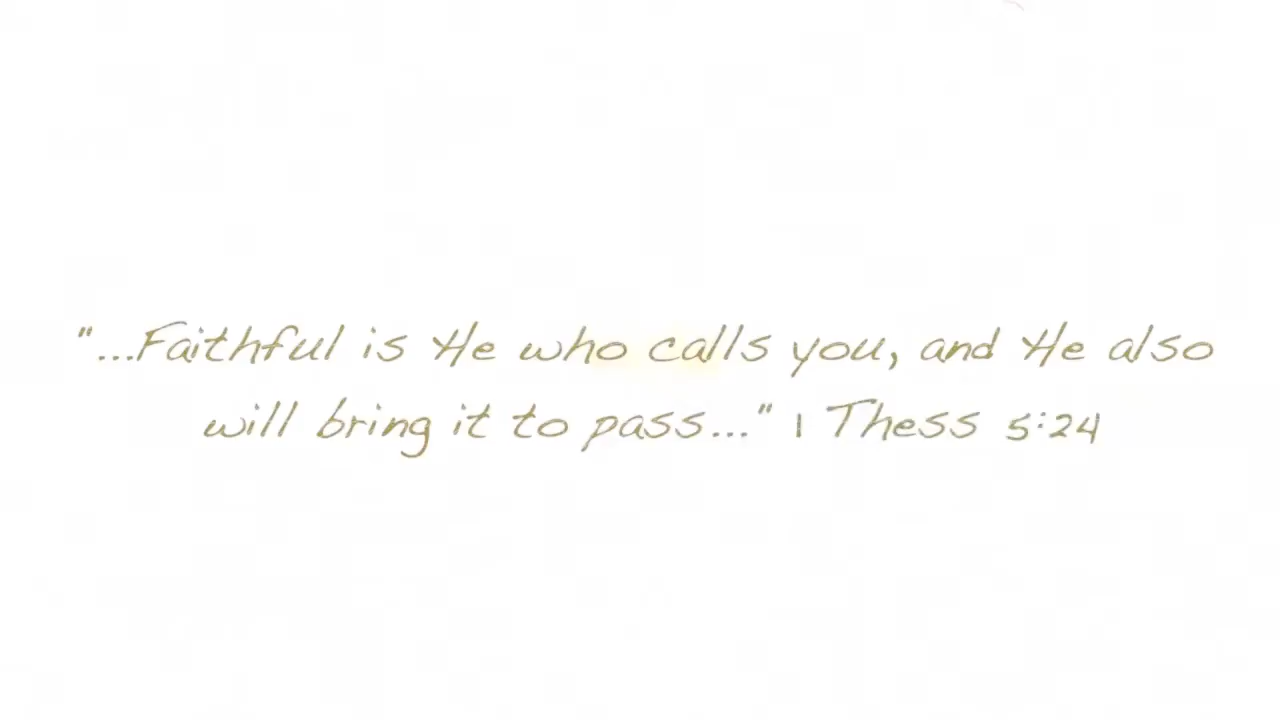 "...Faithful is He who calls you, and He also
will bring it to pass..." 1 Thess 5:24